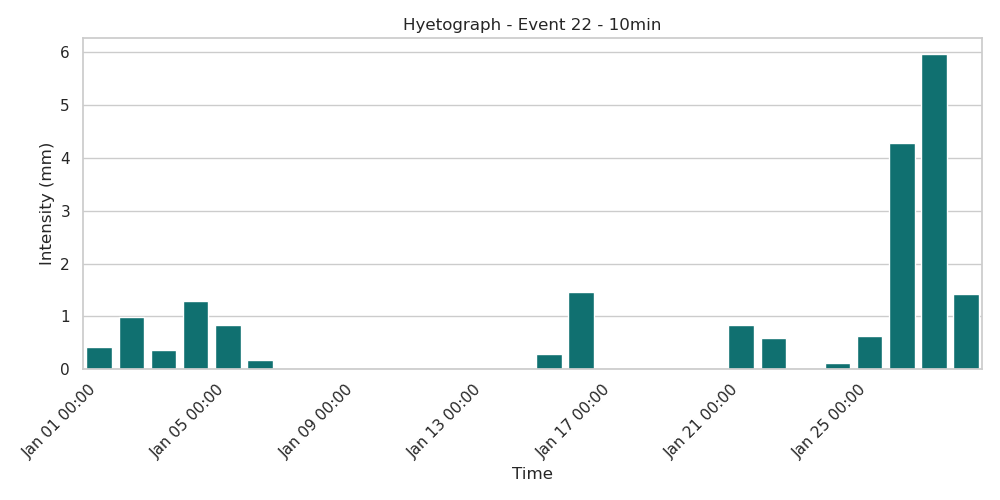 Hyetograph - Event 22 - 10min
Intensity (mm)
6
5
4
3
2
1
0
Jan 01 00:00
Jan 05 00:00
Jan 09 00:00
Jan 13 00:00
Jan 17 00:00
Jan 21 00:00
Jan 25 00:00
Time